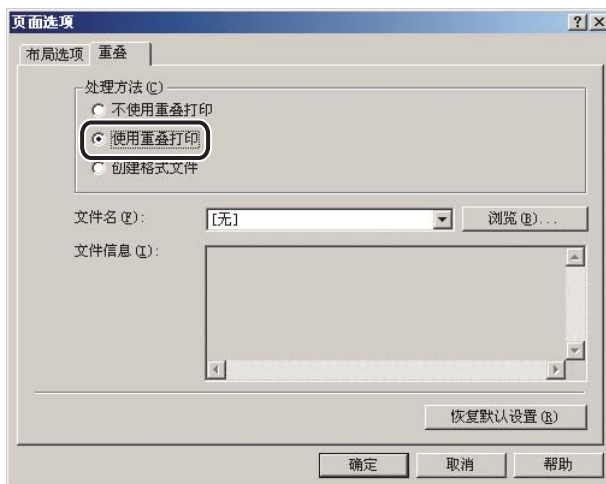 页面选项
布局选项 重叠
处理方法(C)
不使用重叠打印
使用重叠打印
创建格式文件
文件名(F): [无] 浏览(B)...
文件信息(I):
恢复默认设置(R)
确定 取消 帮助